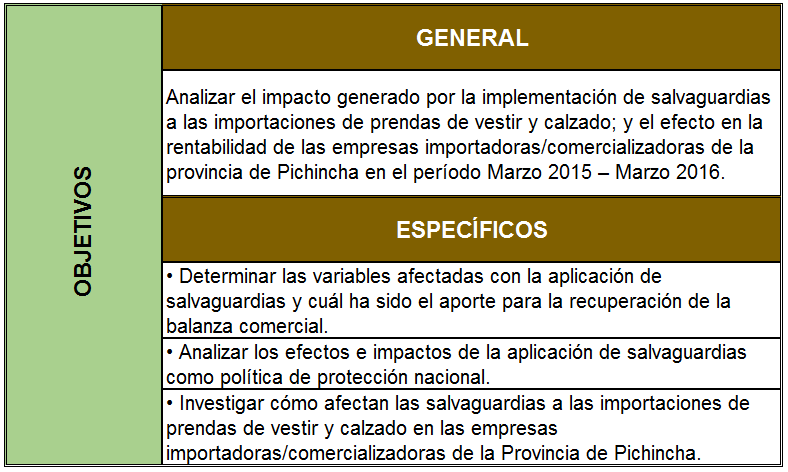 OBJETIVOS
GENERAL
Analizar el impacto generado por la implementación de salvaguardias
a las importaciones de prendas de vestir y calzado; y el efecto en la
rentabilidad de las empresas importadoras/comercializadoras de la
provincia de Pichincha en el período Marzo 2015 – Marzo 2016.
ESPECÍFICOS
• Determinar las variables afectadas con la aplicación de
salvaguardias y cuál ha sido el aporte para la recuperación de la
balanza comercial.
• Analizar los efectos e impactos de la aplicación de salvaguardias
como política de protección nacional.
• Investigar cómo afectan las salvaguardias a las importaciones de
prendas de vestir y calzado en las empresas
importadoras/comercializadoras de la Provincia de Pichincha.